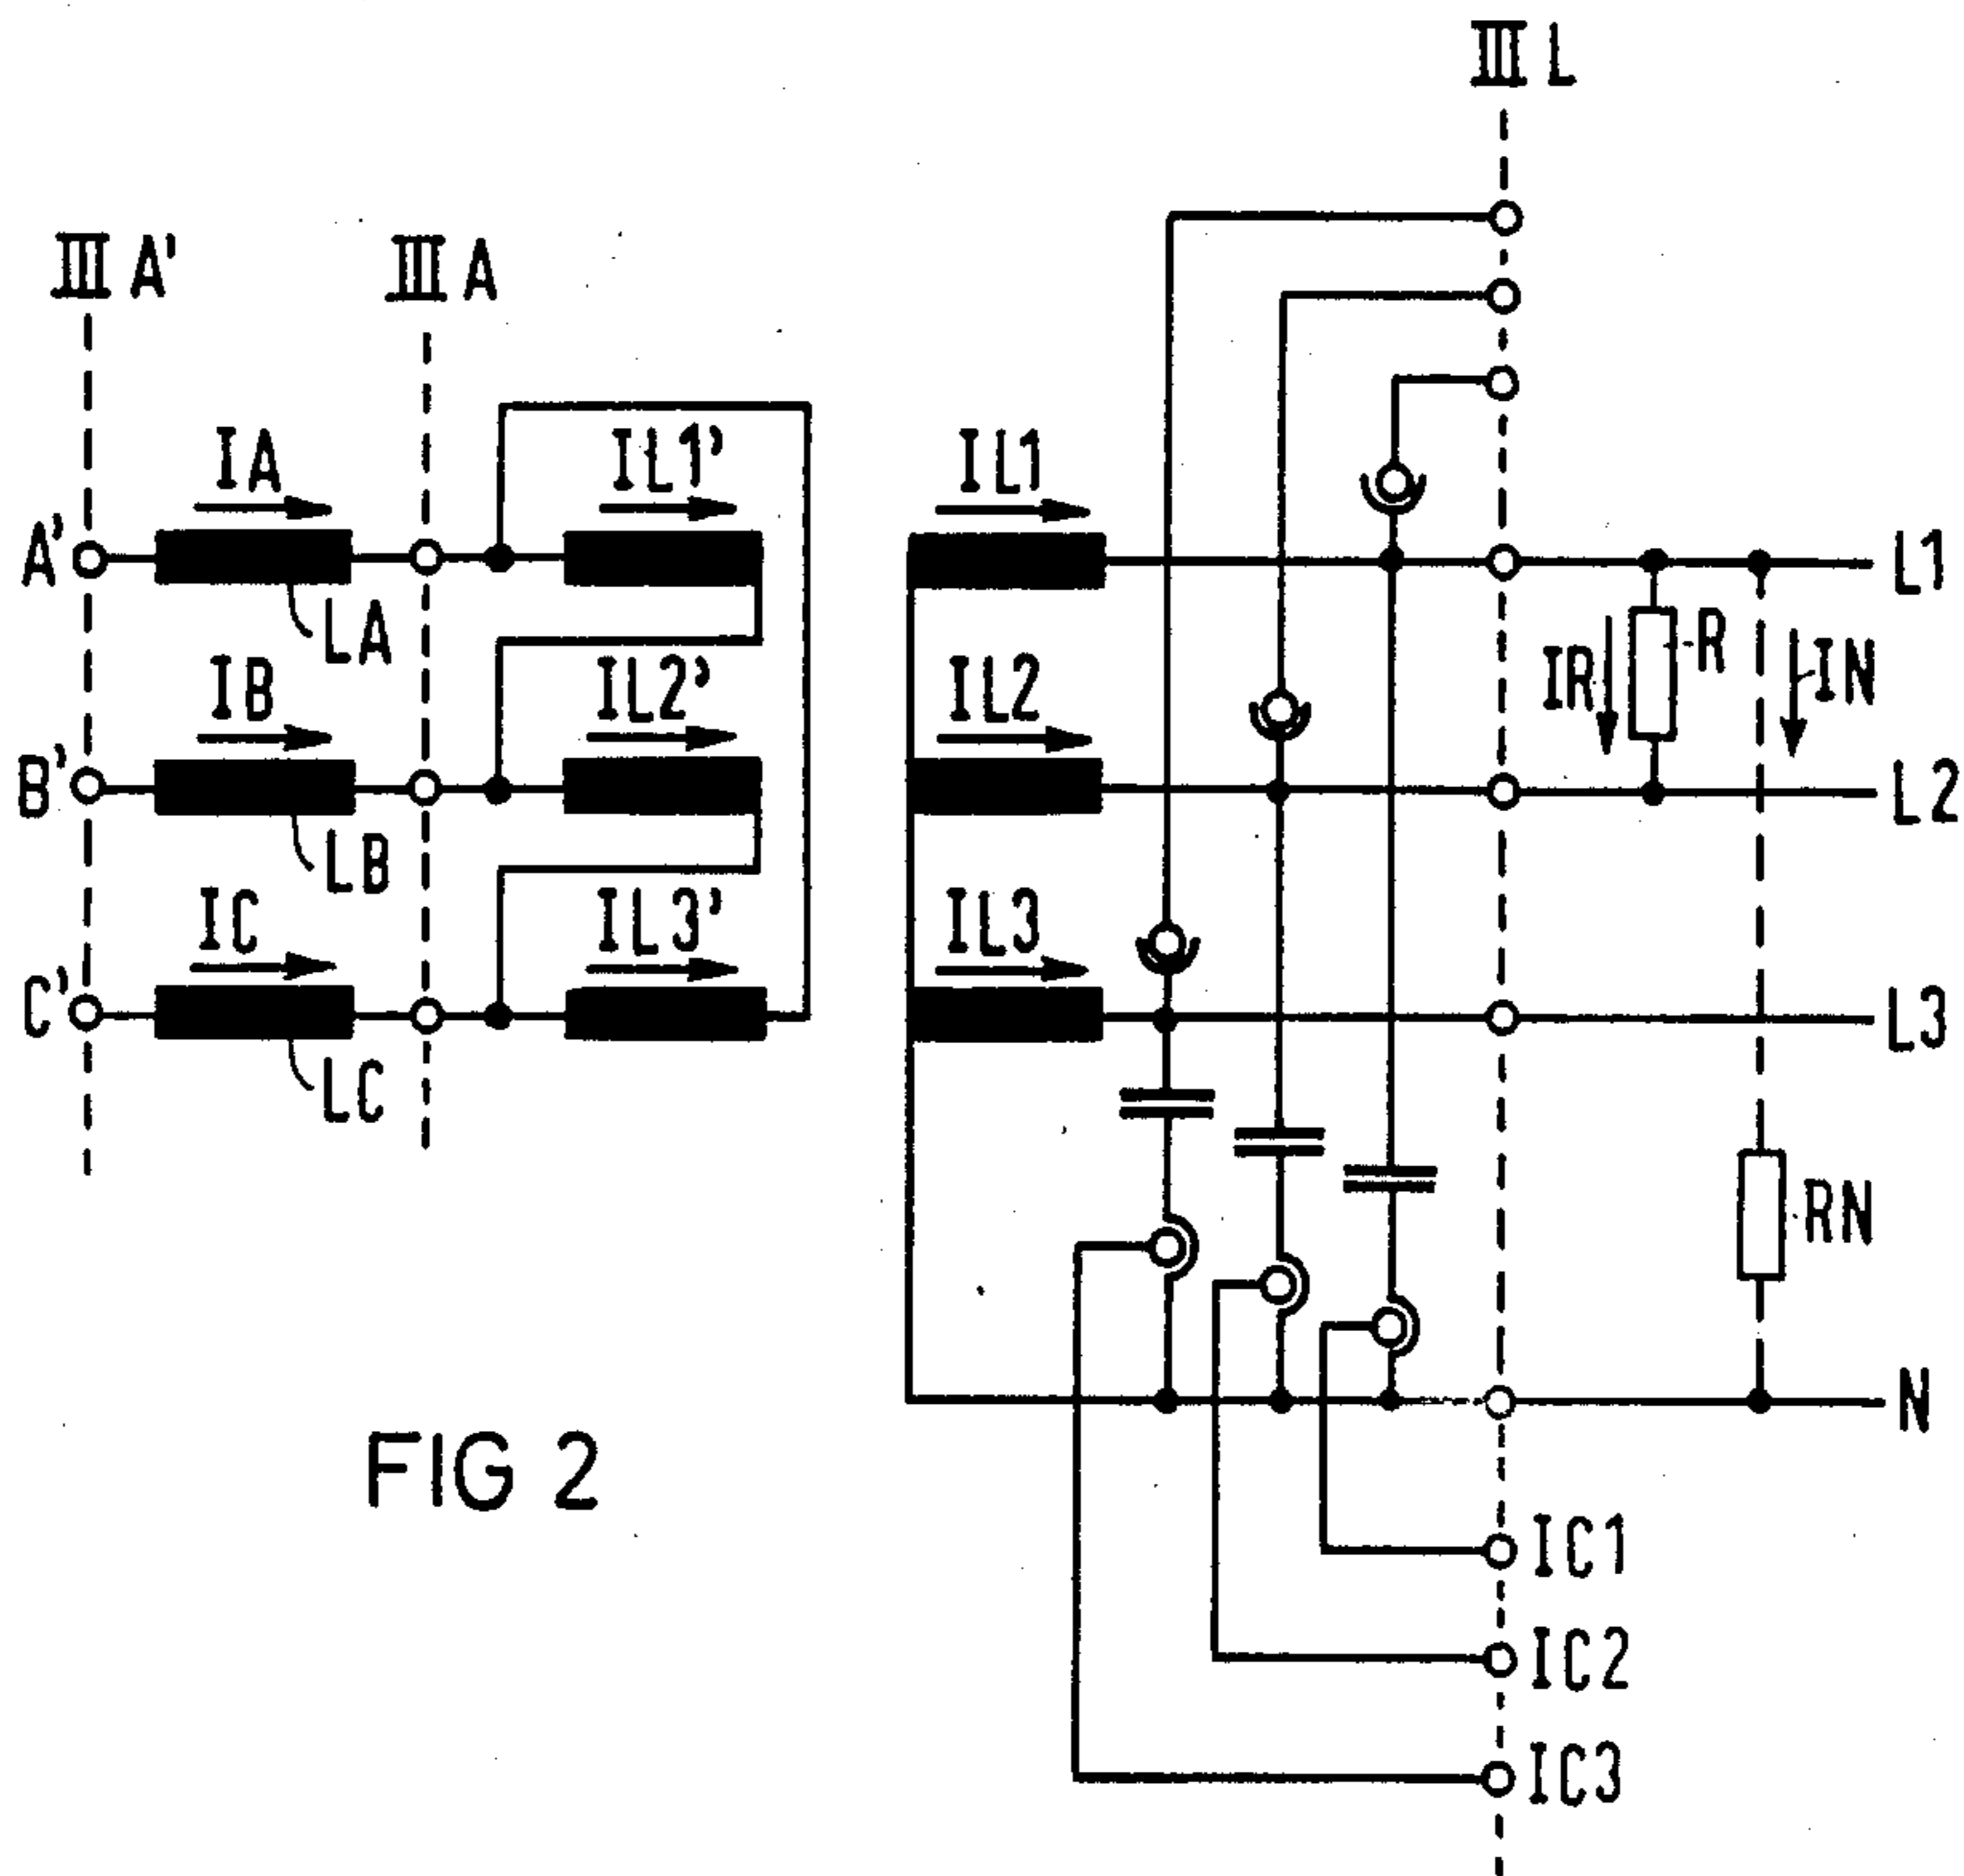 III L
III A' III A
IA IL1' IL1
A' L1
LA R
IR IN
IB IL2' IL2
B' L2
LB
IC IL3' IL3
C' L3
LC
RN
N
FIG 2
IC1
IC2
IC3